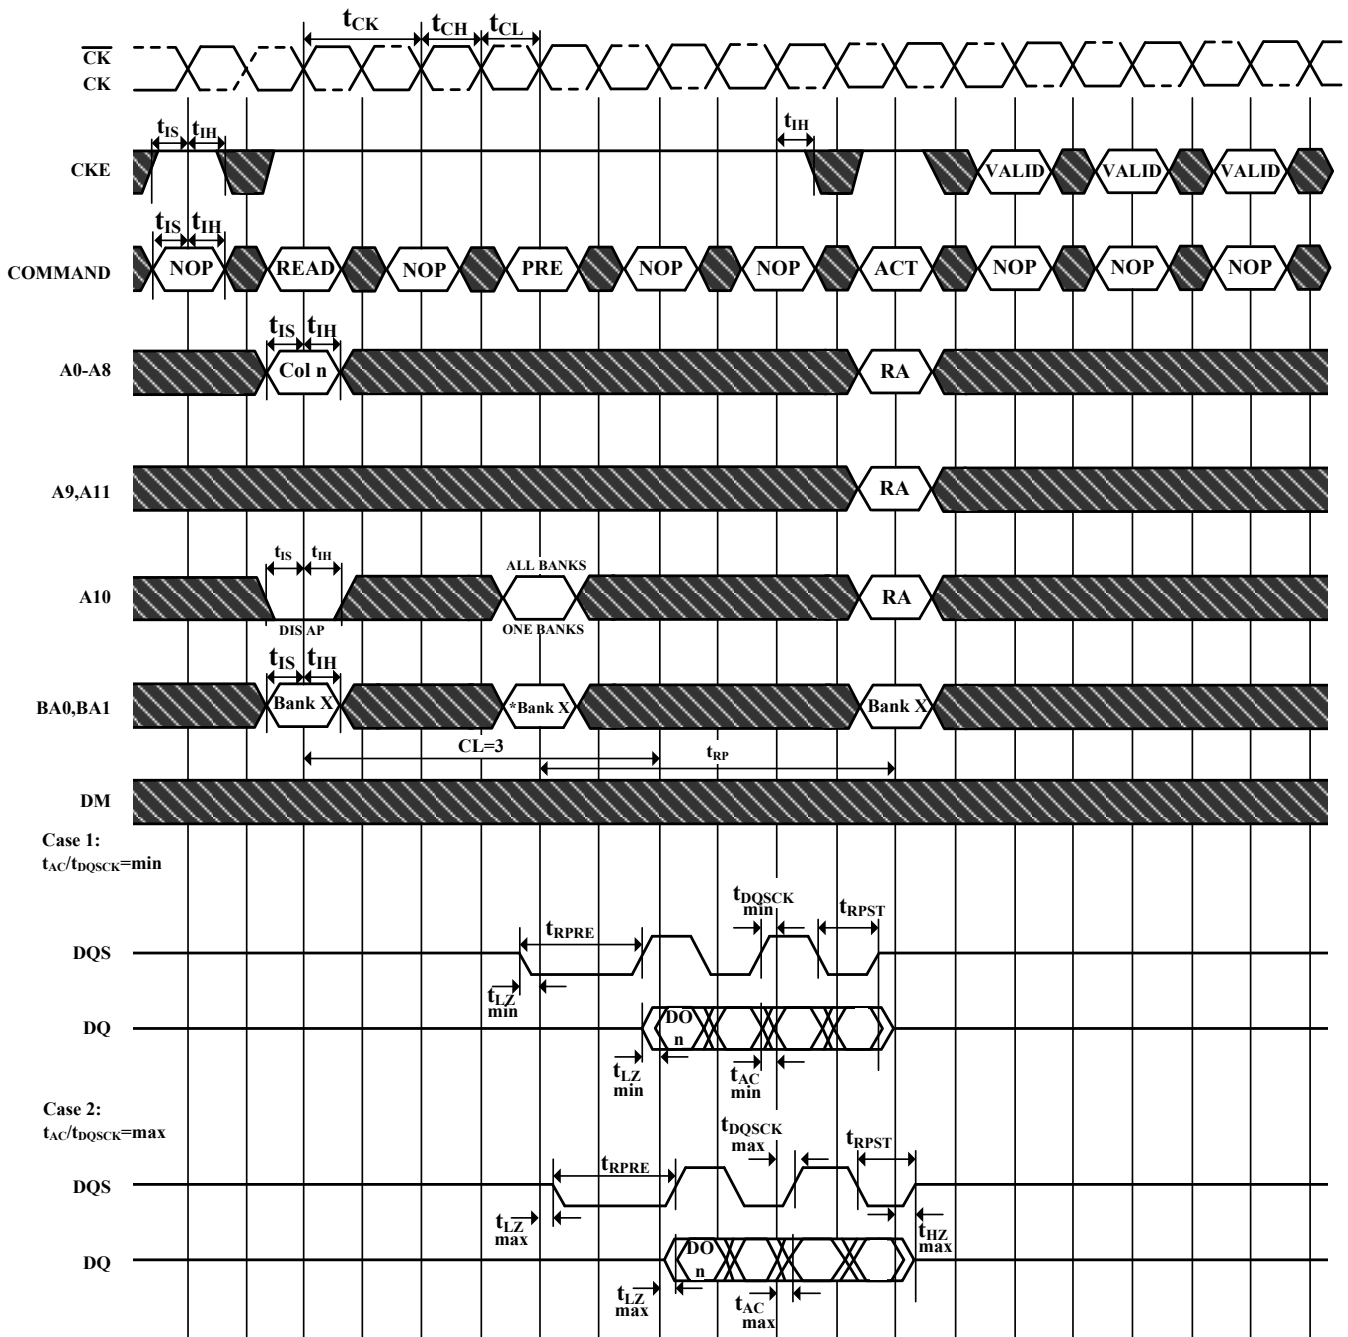 tCK tCH tCL
CK
CK
tIS tIH tIH
CKE VALID VALID VALID
tIS tIH
COMMAND NOP READ NOP PRE NOP NOP ACT NOP NOP NOP
tIS tIH
A0-A8 Col n RA
A9,A11 RA
tIS tIH ALL BANKS
A10 RA
DIS AP ONE BANKS
tIS tIH
BA0,BA1 Bank X *Bank X Bank X
CL=3 tRP
DM
Case 1:
tAC/tDQSCK=min
tDQSCK
min
tRPST
tRPRE
DQS
tLZ
min
DQ DO
n
tLZ
min
tAC
min
Case 2:
tAC/tDQSCK=max
tDQSCK
max
tRPST
tRPRE
DQS
tLZ
max
tHZ
max
DQ DO
n
tLZ
max
tAC
max